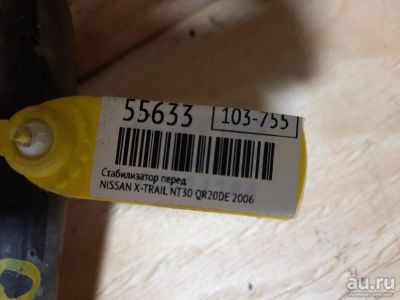 55633 103-755
Стабилизатор перед.
NISSAN X-TRAIL NT30 QR20DE 2006
au.ru